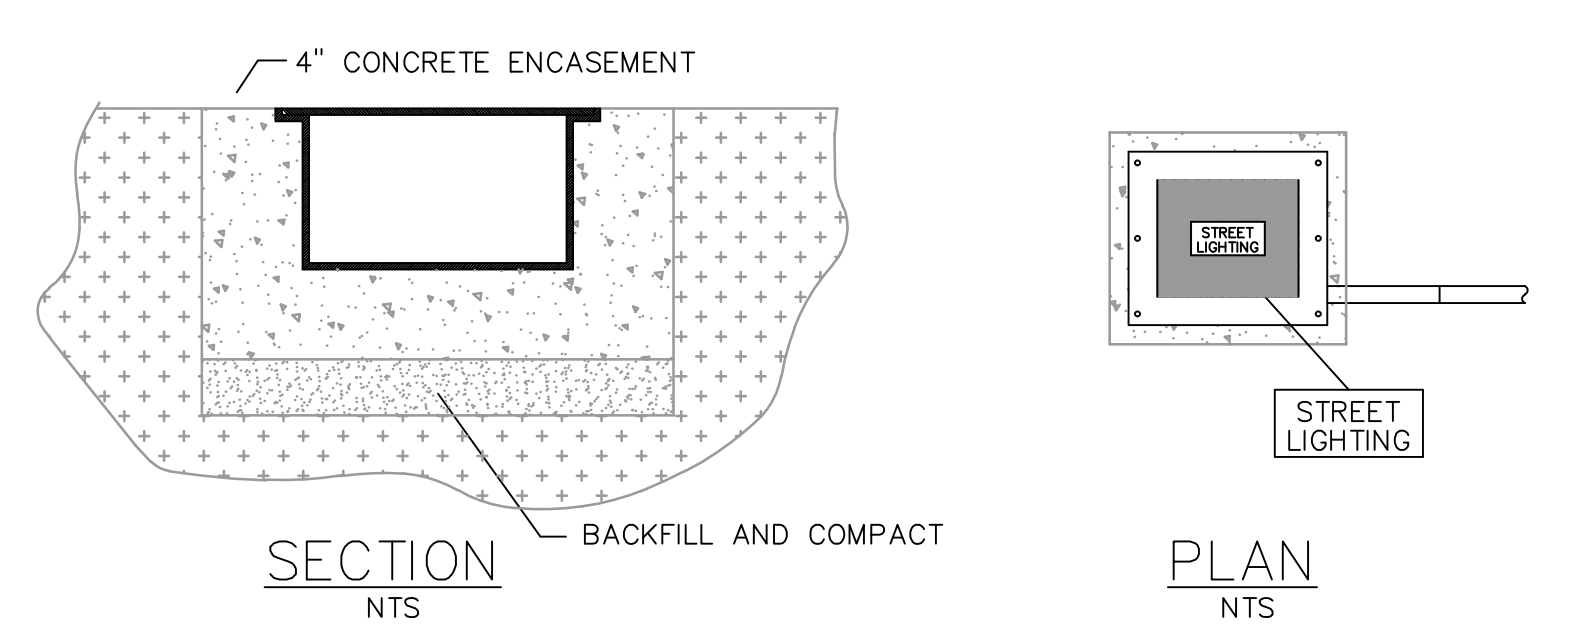 4" CONCRETE ENCASEMENT
BACKFILL AND COMPACT
SECTION
NTS
STREET
LIGHTING
STREET
LIGHTING
PLAN
NTS